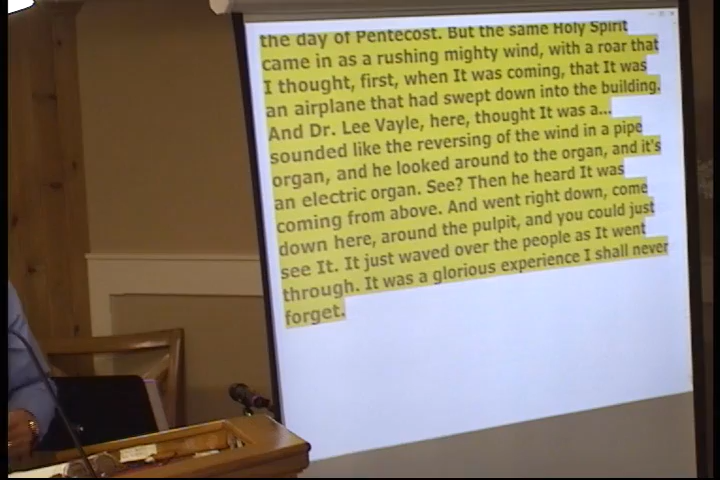 the day of Pentecost. But the same Holy Spirit
came in as a rushing mighty wind, with a roar that
I thought, first, when It was coming, that It was
an airplane that had swept down into the building.
And Dr. Lee Vayle, here, thought It was a...
sounded like the reversing of the wind in a pipe
organ, and he looked around to the organ, and it's
an electric organ. See? Then he heard It was
coming from above. And went right down, come
down here, around the pulpit, and you could just
see It. It just waved over the people as It went
through. It was a glorious experience I shall never
forget.